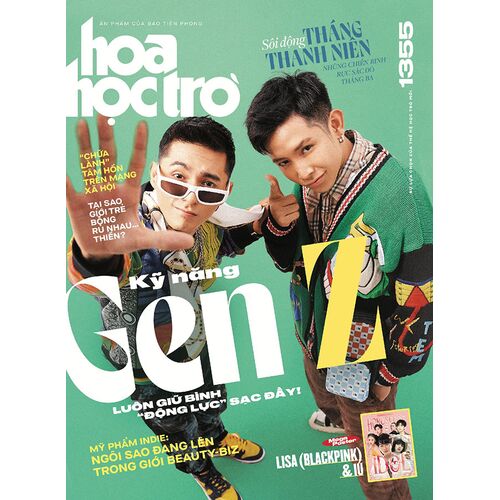 ẤN PHẨM CỦA BÁO TIỀN PHONG
hoa
học trò
Sôi động THÁNG
THANH NIÊN
NHỮNG CHIẾN BINH
RỰC SẮC ĐỎ
THÁNG BA
1355
"CHỮA
LÀNH"
TÂM HỒN
TRÊN MẠNG
XÃ HỘI
TẠI SAO
GIỚI TRẺ
BỖNG
RỦ NHAU...
THIỀN?
Kỹ năng
Gen Z
LUÔN GIỮ BÌNH
"ĐỘNG LỰC" SẠC ĐẦY!
MỸ PHẨM INDIE:
NGÔI SAO ĐANG LÊN
TRONG GIỚI BEAUTY-BIZ
Poster
LISA (BLACKPINK)
& IU
IDOL